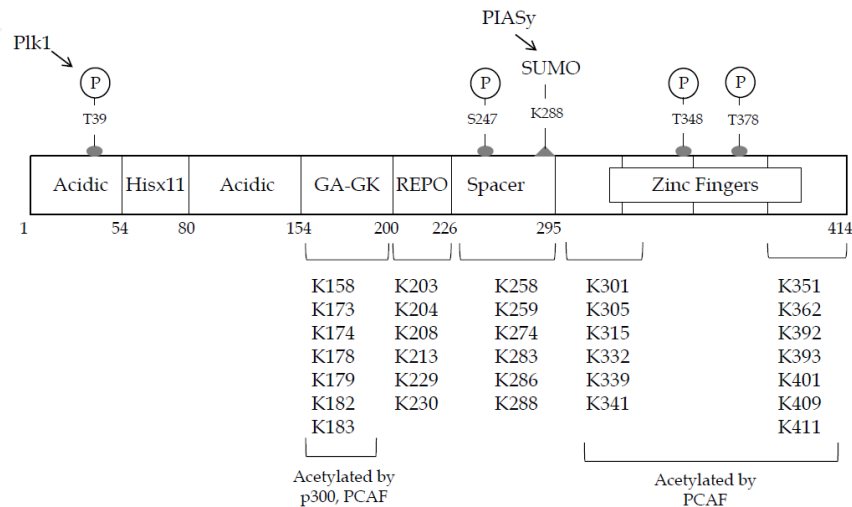 PIASy
Plk1
SUMO
P P P P
T39 S247 K288 T348 T378
Acidic Hisx11 Acidic GA-GK REPO Spacer Zinc Fingers
1 54 80 154 200 226 295 414
K158 K203 K258 K301 K351
K173 K204 K259 K305 K362
K174 K208 K274 K315 K392
K178 K213 K283 K332 K393
K179 K229 K286 K339 K401
K182 K230 K288 K341 K409
K183 K411
Acetylated by
p300, PCAF
Acetylated by
PCAF